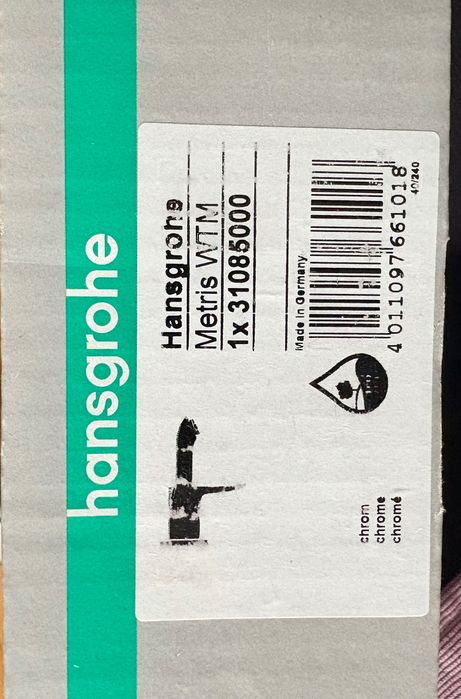 hansgrohe
Hansgrohe
Metris WTM
1x 31085000
Made in Germany
4 011097 661018
40/240
chrom
chrome
chromé